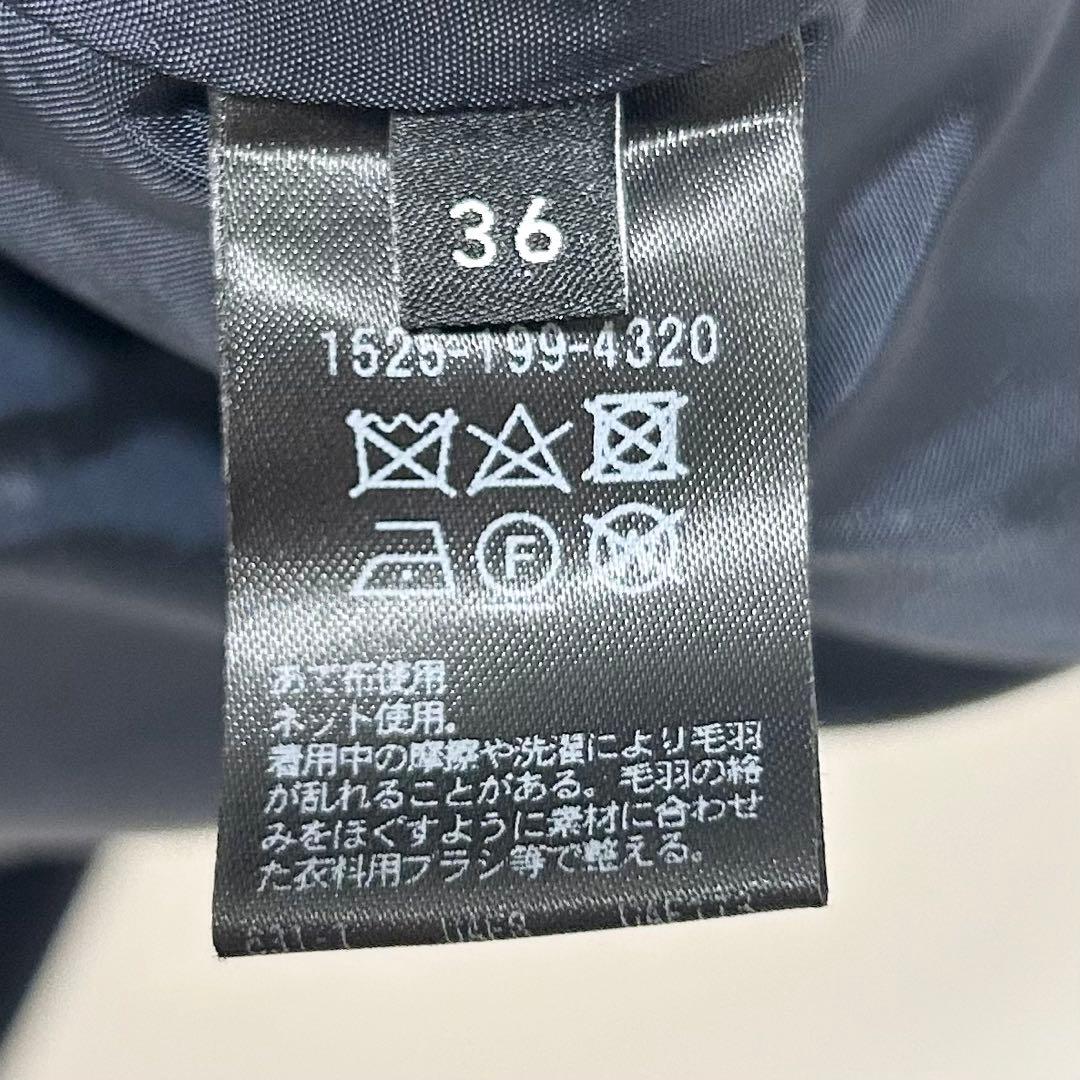 36
1525-199-4320
F
W
あて布使用
ネット使用.
着用中の摩擦や洗濯により毛羽
が乱れることがある。毛羽の絡
みをほぐすように素材に合わせ
た衣料用ブラシ等で整える。